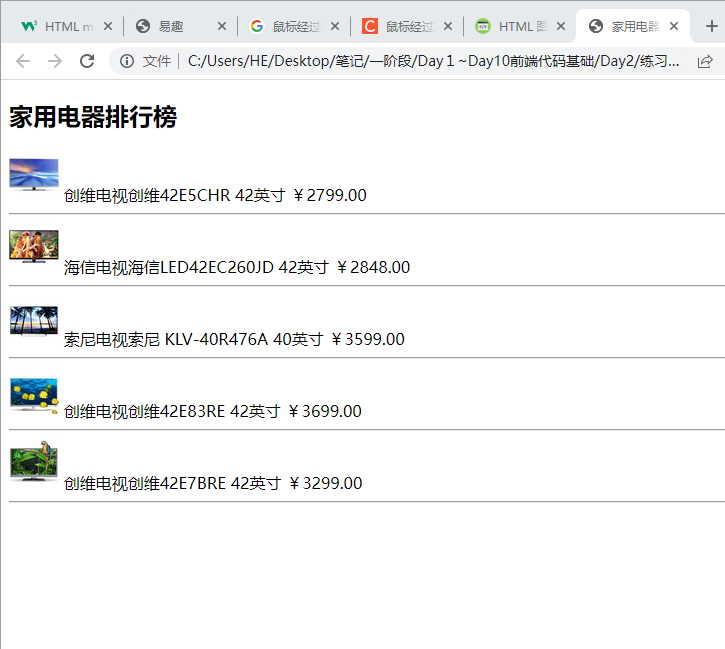 HTML m
易趣
鼠标经过
鼠标经过
HTML 图
家用电器
文件
C:/Users/HE/Desktop/笔记/一阶段/Day１~Day10前端代码基础/Day2/练习...
家用电器排行榜
创维电视创维42E5CHR 42英寸 ￥2799.00
海信电视海信LED42EC260JD 42英寸 ￥2848.00
索尼电视索尼 KLV-40R476A 40英寸 ￥3599.00
创维电视创维42E83RE 42英寸 ￥3699.00
创维电视创维42E7BRE 42英寸 ￥3299.00